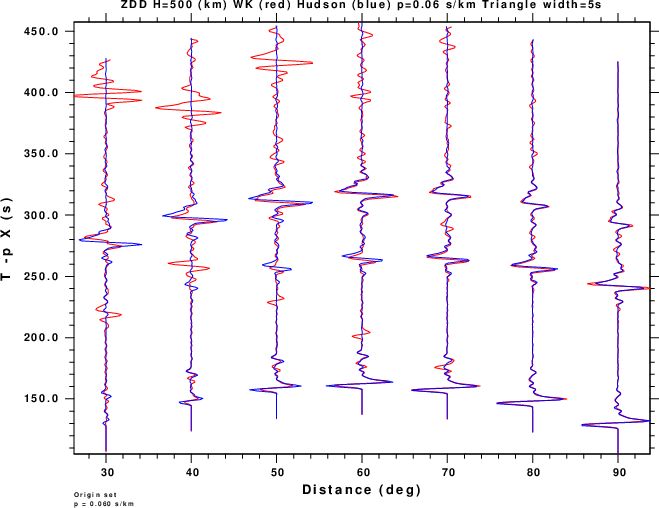 ZDD H=500 (km) WK (red) Hudson (blue) p=0.06 s/km Triangle width=5s
450.0
400.0
350.0
300.0
250.0
200.0
150.0
T -p X (s)
30 40 50 60 70 80 90
Distance (deg)
Origin set
p = 0.060 s/km